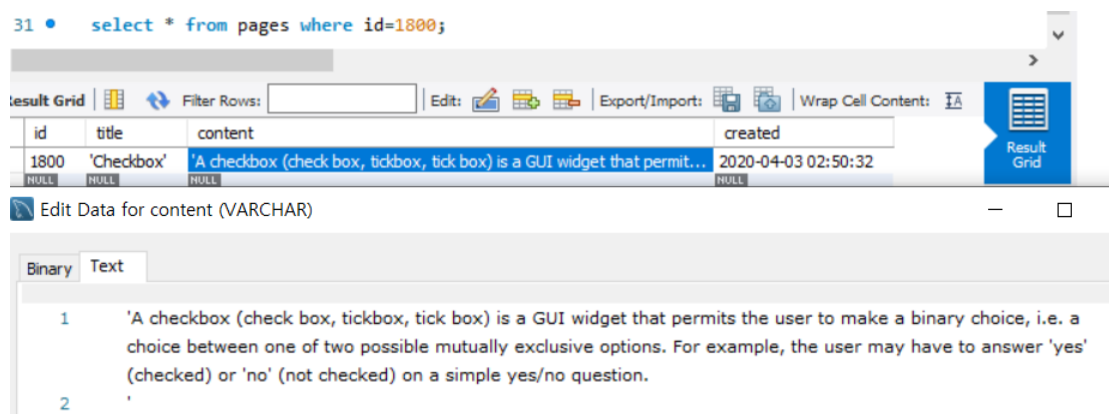 31 select * from pages where id=1800;
Result Grid Filter Rows: Edit: Export/Import: Wrap Cell Content:
id title content created
1800 'Checkbox' 'A checkbox (check box, tickbox, tick box) is a GUI widget that permit... 2020-04-03 02:50:32
NULL NULL NULL NULL
Result
Grid
Edit Data for content (VARCHAR)
Binary Text
1 'A checkbox (check box, tickbox, tick box) is a GUI widget that permits the user to make a binary choice, i.e. a
choice between one of two possible mutually exclusive options. For example, the user may have to answer 'yes'
(checked) or 'no' (not checked) on a simple yes/no question.
2 '